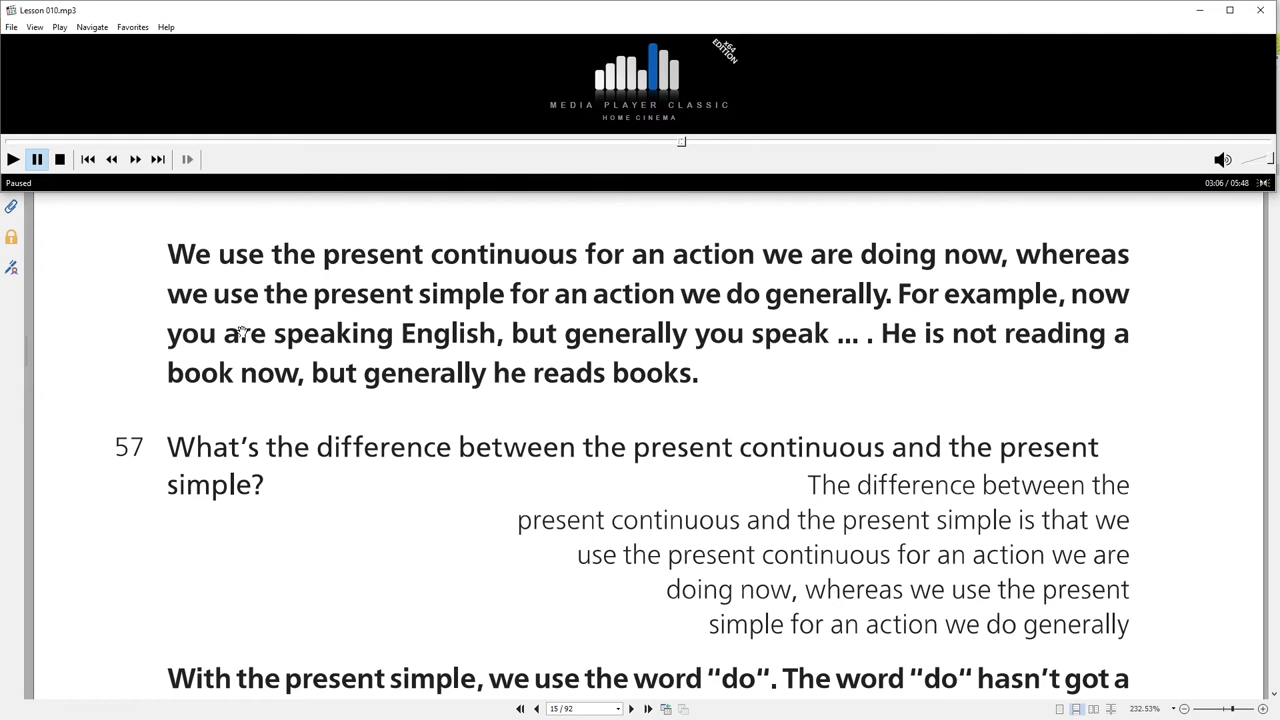 Lesson 010.mp3
File View Play Navigate Favorites Help
x64
EDITION
MEDIA PLAYER CLASSIC
HOME CINEMA
Paused
03:06 / 05:48
We use the present continuous for an action we are doing now, whereas
we use the present simple for an action we do generally. For example, now
you are speaking English, but generally you speak ... . He is not reading a
book now, but generally he reads books.
57 What’s the difference between the present continuous and the present
simple? The difference between the
present continuous and the present simple is that we
use the present continuous for an action we are
doing now, whereas we use the present
simple for an action we do generally
With the present simple, we use the word “do“. The word “do“ hasn’t got a
15 / 92
232.53%